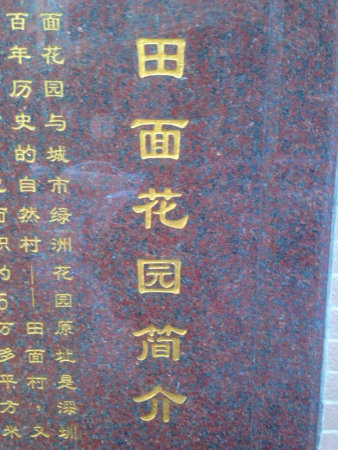 田面花园简介
面花园与城市绿洲花园原址是深圳
百年历史的自然村——田面村，又
面积约5万多平方米